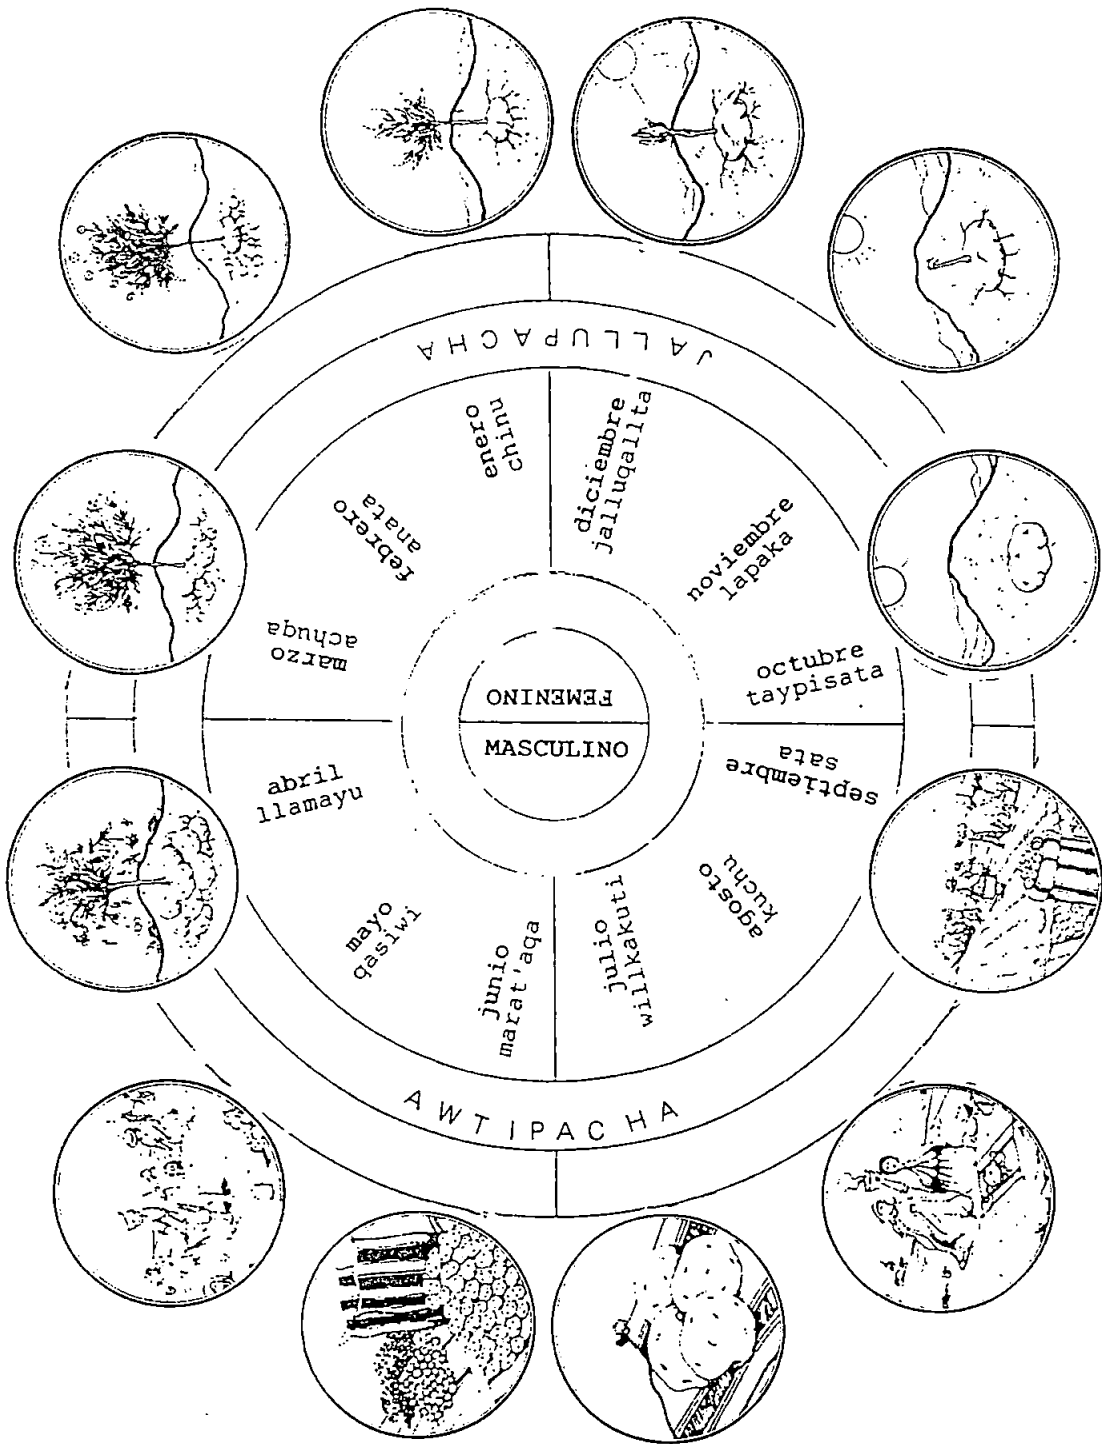 JALLUPACHA
enero
chinu
febrero
anata
marzo
achuqa
diciembre
jalluqallta
noviembre
lapaka
octubre
taypisata
FEMENINO
MASCULINO
abril
llamayu
mayo
qasiwi
junio
marat'aqa
julio
willkakuti
agosto
kuchu
septiembre
sata
AWTIPACHA